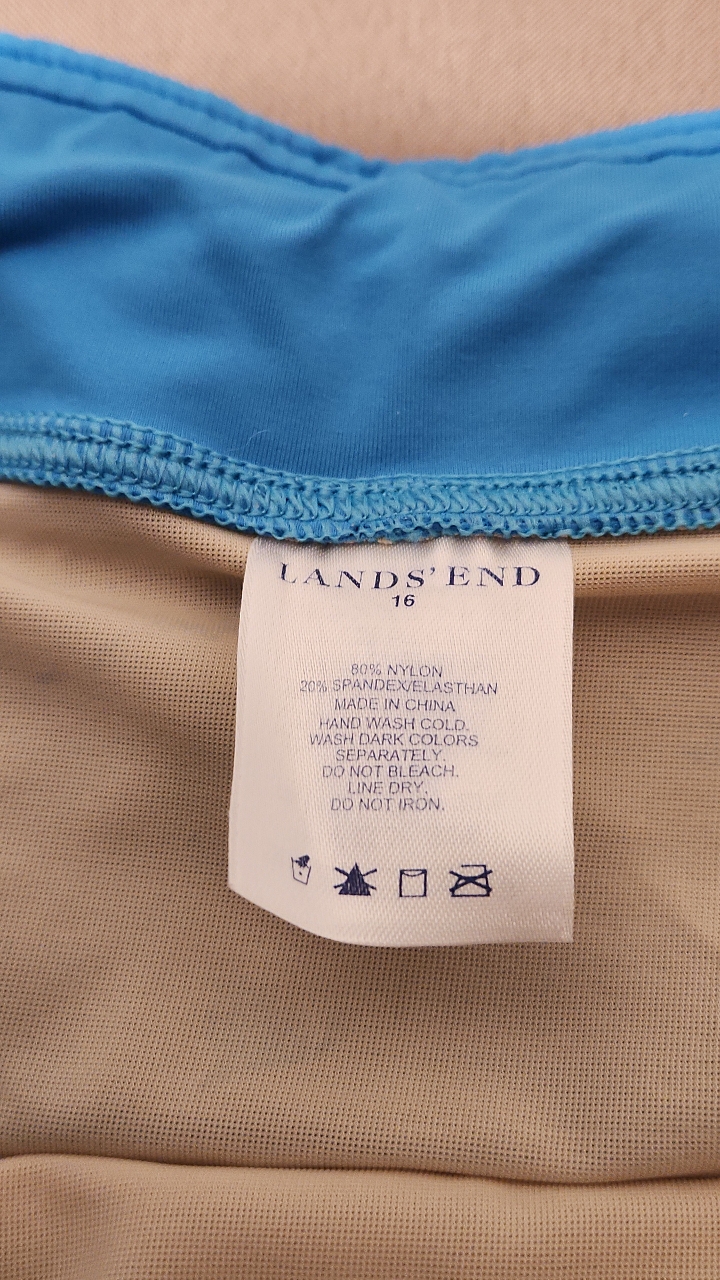 LANDS' END
16
80% NYLON
20% SPANDEX/ELASTHAN
MADE IN CHINA
HAND WASH COLD.
WASH DARK COLORS
SEPARATELY.
DO NOT BLEACH.
LINE DRY.
DO NOT IRON.